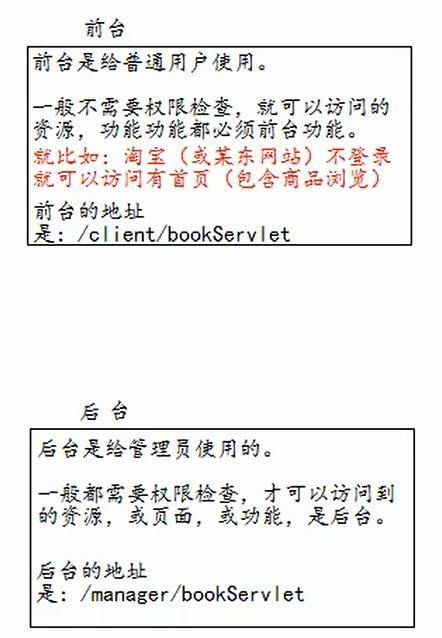 前台
前台是给普通用户使用。
一般不需要权限检查，就可以访问的
资源，功能功能都必须前台功能。
就比如：淘宝（或某东网站）不登录
就可以访问有首页（包含商品浏览）
前台的地址
是：/client/bookServlet
后 台
后台是给管理员使用的。
一般都需要权限检查，才可以访问到
的资源，或页面，或功能，是后台。
后台的地址
是：/manager/bookServlet